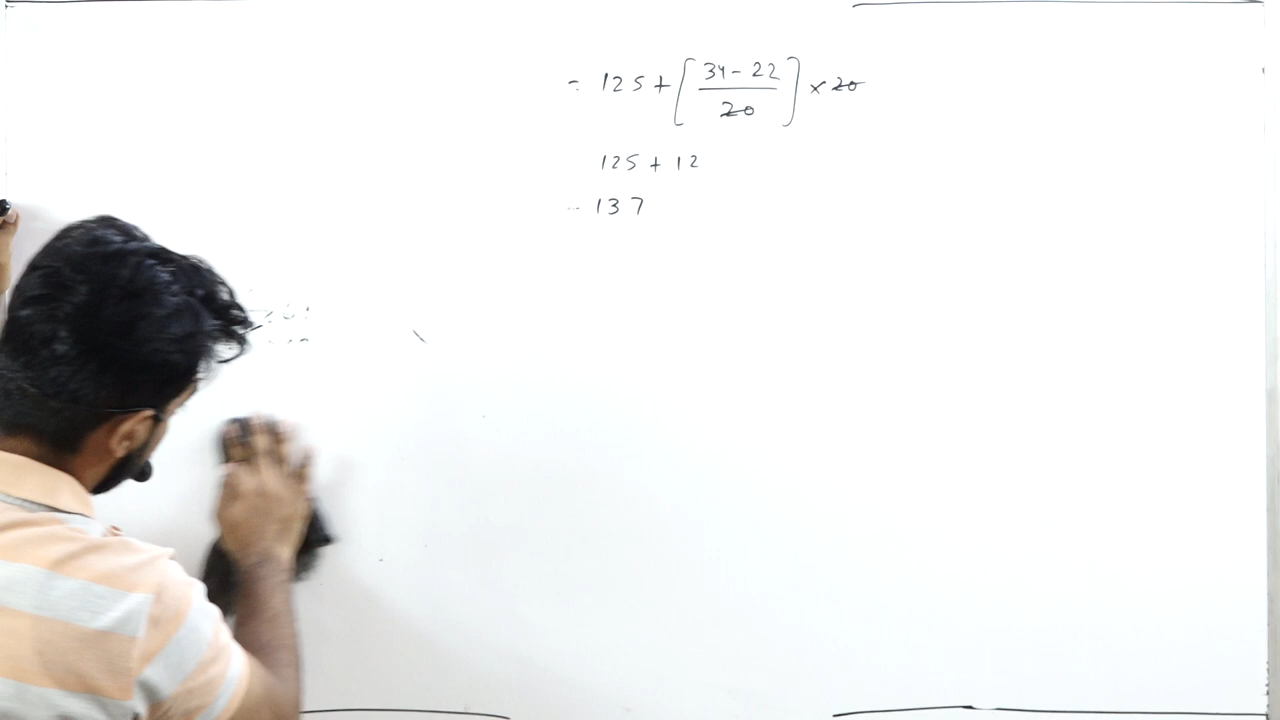 = 125 + [ (34 - 22) / 20 ] × 20
125 + 12
= 137